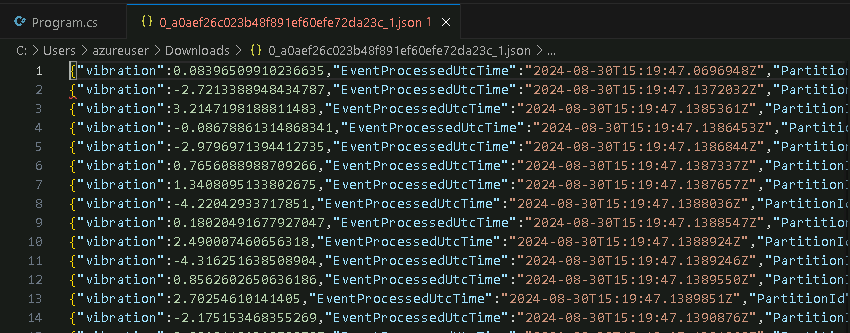 Program.cs
{} 0_a0aef26c023b48f891ef60efe72da23c_1.json 1 ×
C: > Users > azureuser > Downloads > {} 0_a0aef26c023b48f891ef60efe72da23c_1.json > ...
1 {"vibration":0.08396509910236635,"EventProcessedUtcTime":"2024-08-30T15:19:47.0696948Z","Partition
2 {"vibration":-2.7213388948434787,"EventProcessedUtcTime":"2024-08-30T15:19:47.1372032Z","Partition
3 {"vibration":3.2147198188811483,"EventProcessedUtcTime":"2024-08-30T15:19:47.1385361Z","PartitionI
4 {"vibration":-0.08678861314868341,"EventProcessedUtcTime":"2024-08-30T15:19:47.1386453Z","Partitio
5 {"vibration":-2.9796971394412735,"EventProcessedUtcTime":"2024-08-30T15:19:47.1386844Z","Partition
6 {"vibration":0.7656088988709266,"EventProcessedUtcTime":"2024-08-30T15:19:47.1387337Z","PartitionI
7 {"vibration":1.3408095133802675,"EventProcessedUtcTime":"2024-08-30T15:19:47.1387657Z","PartitionI
8 {"vibration":-4.22042933717851,"EventProcessedUtcTime":"2024-08-30T15:19:47.1388036Z","PartitionId
9 {"vibration":0.18020491677927047,"EventProcessedUtcTime":"2024-08-30T15:19:47.1388547Z","Partition
10 {"vibration":2.490007460656318,"EventProcessedUtcTime":"2024-08-30T15:19:47.1388924Z","PartitionId
11 {"vibration":-4.316251638508904,"EventProcessedUtcTime":"2024-08-30T15:19:47.1389246Z","PartitionI
12 {"vibration":0.8562602650636186,"EventProcessedUtcTime":"2024-08-30T15:19:47.1389550Z","PartitionI
13 {"vibration":2.70254610141405,"EventProcessedUtcTime":"2024-08-30T15:19:47.1389851Z","PartitionId"
14 {"vibration":-2.175153468355269,"EventProcessedUtcTime":"2024-08-30T15:19:47.1390876Z","PartitionI